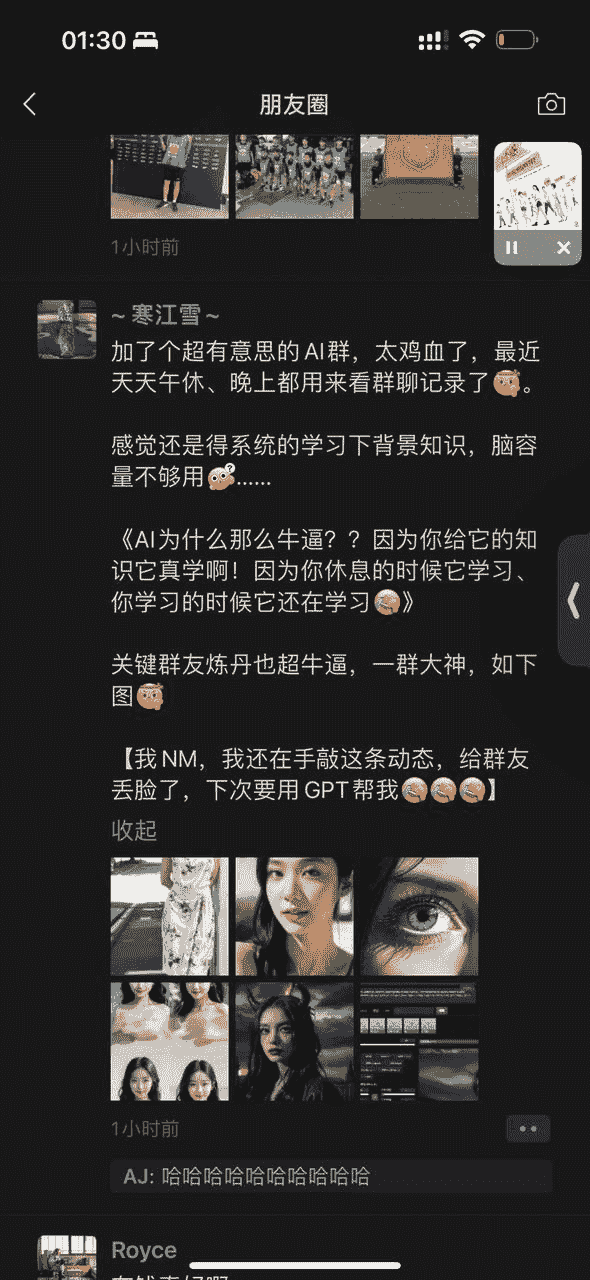 01:30
朋友圈
1小时前
~寒江雪~
加了个超有意思的AI群，太鸡血了，最近
天天午休、晚上都用来看群聊记录了。
感觉还是得系统的学习下背景知识，脑容
量不够用……
《AI为什么那么牛逼？？因为你给它的知
识它真学啊！因为你休息的时候它学习、
你学习的时候它还在学习》
关键群友炼丹也超牛逼，一群大神，如下
图
【我NM，我还在手敲这条动态，给群友
丢脸了，下次要用GPT帮我】
收起
1小时前
AJ: 哈哈哈哈哈哈哈哈哈哈
Royce